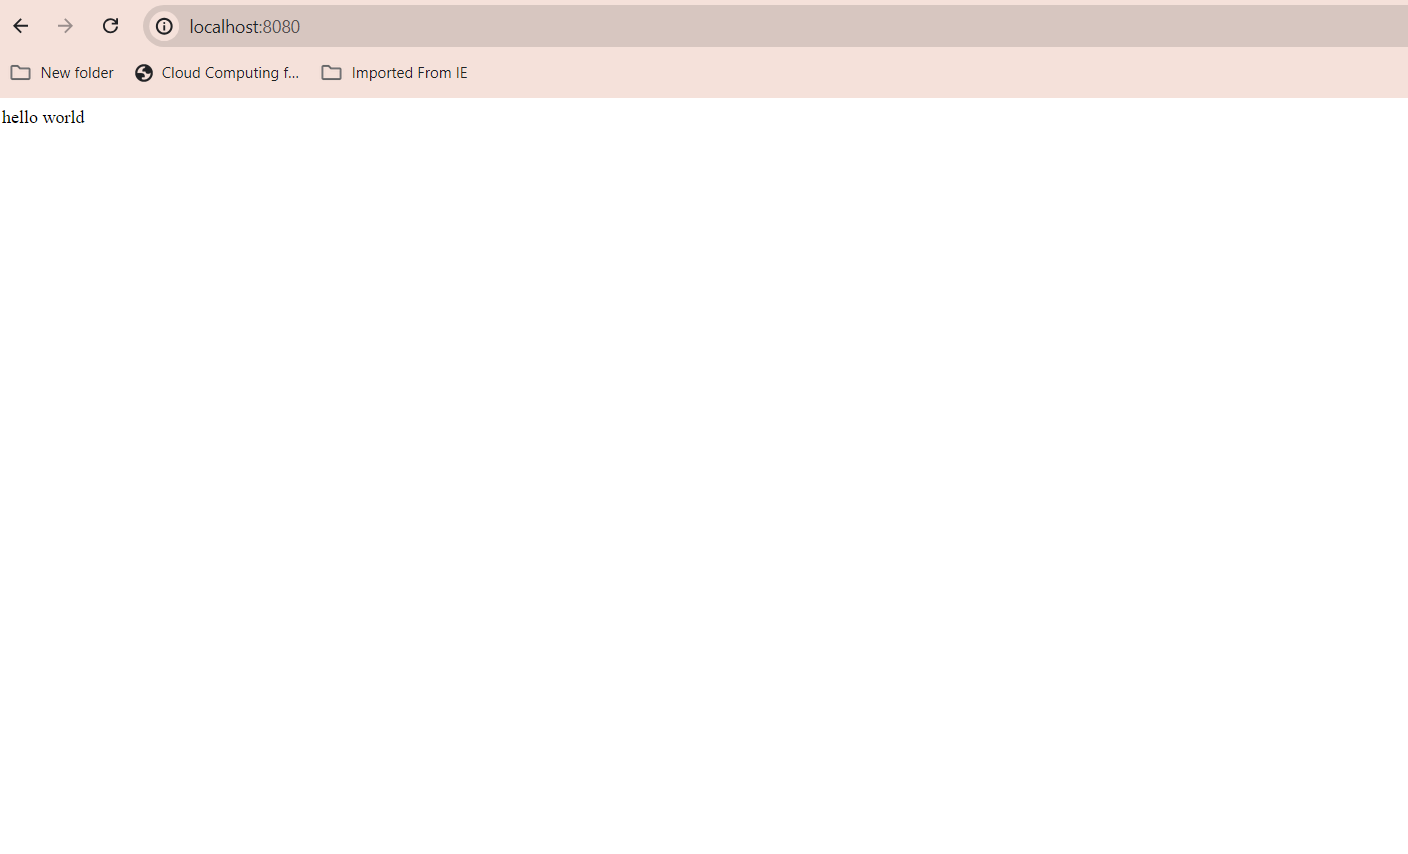 localhost:8080
New folder Cloud Computing f... Imported From IE
hello world